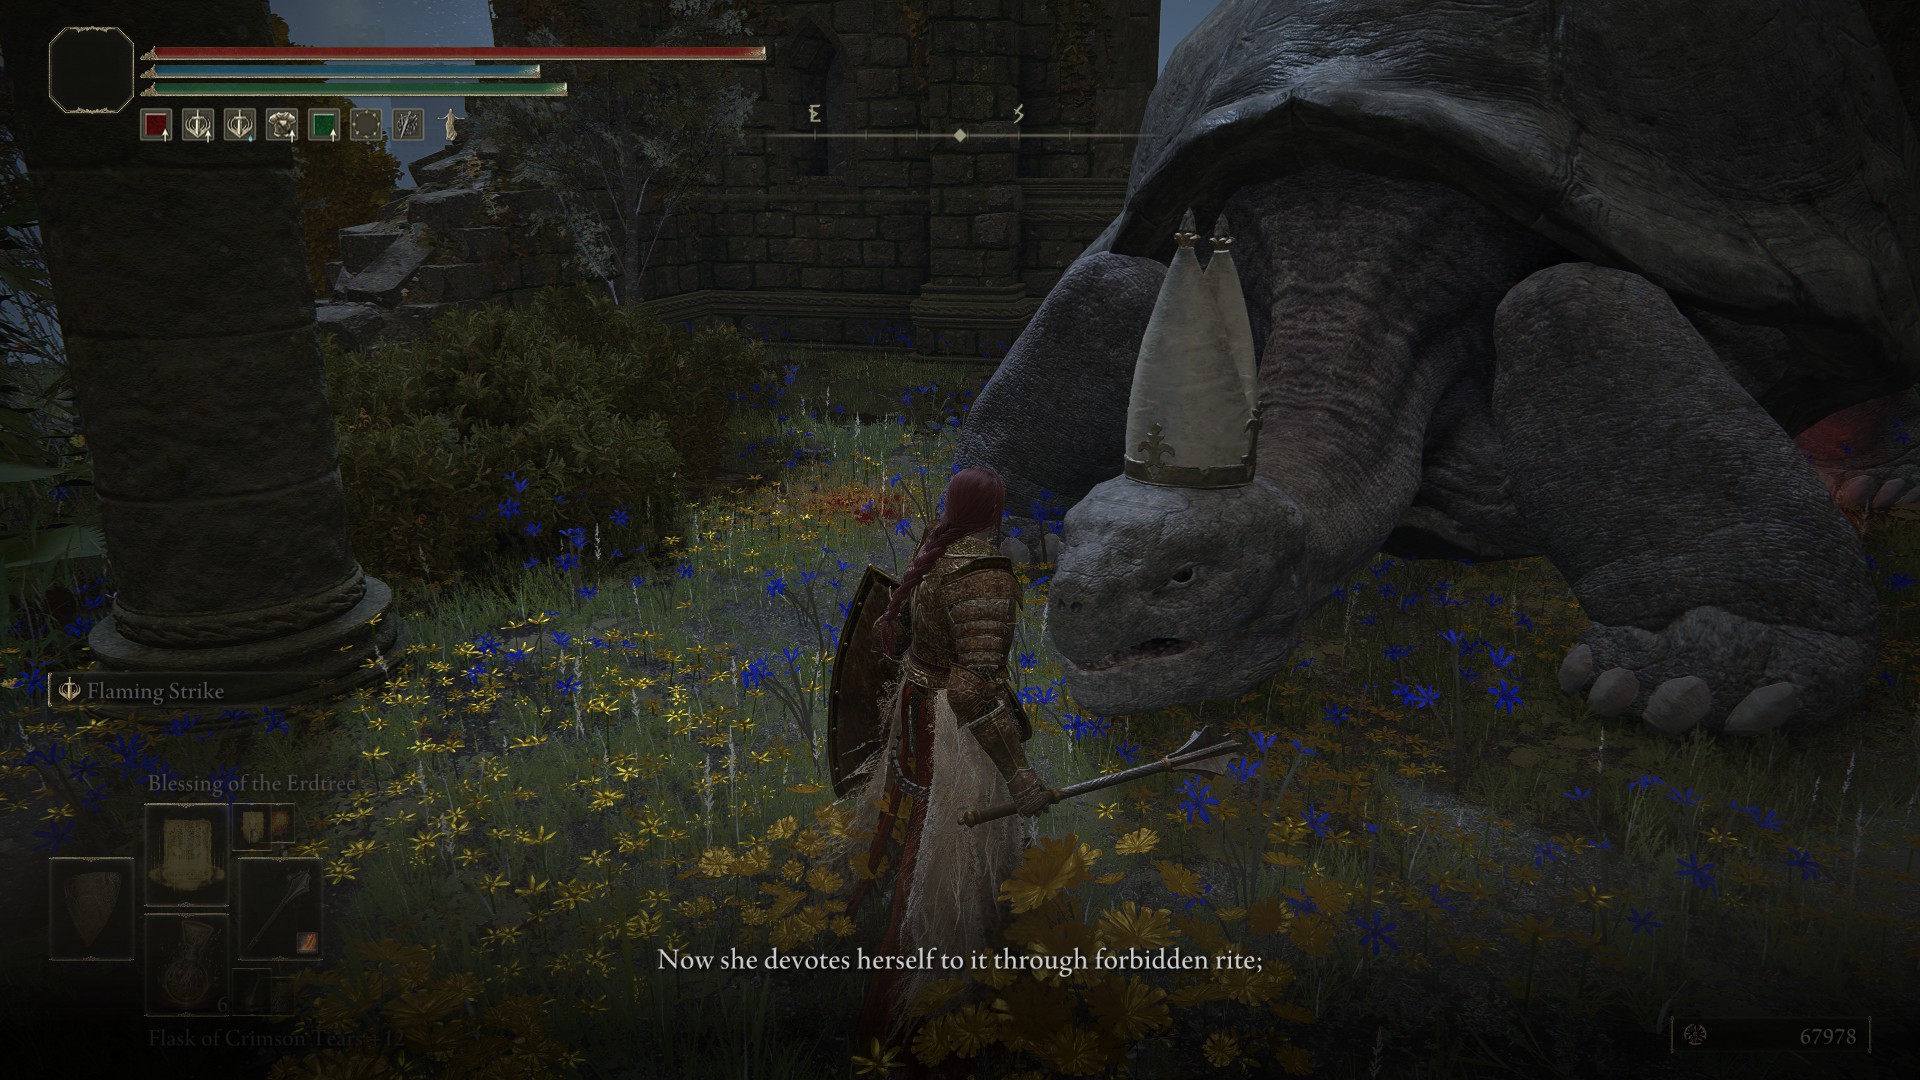 E
S
Flaming Strike
Blessing of the Erdtree
6
Flask of Crimson Tears +12
Now she devotes herself to it through forbidden rite;
67978